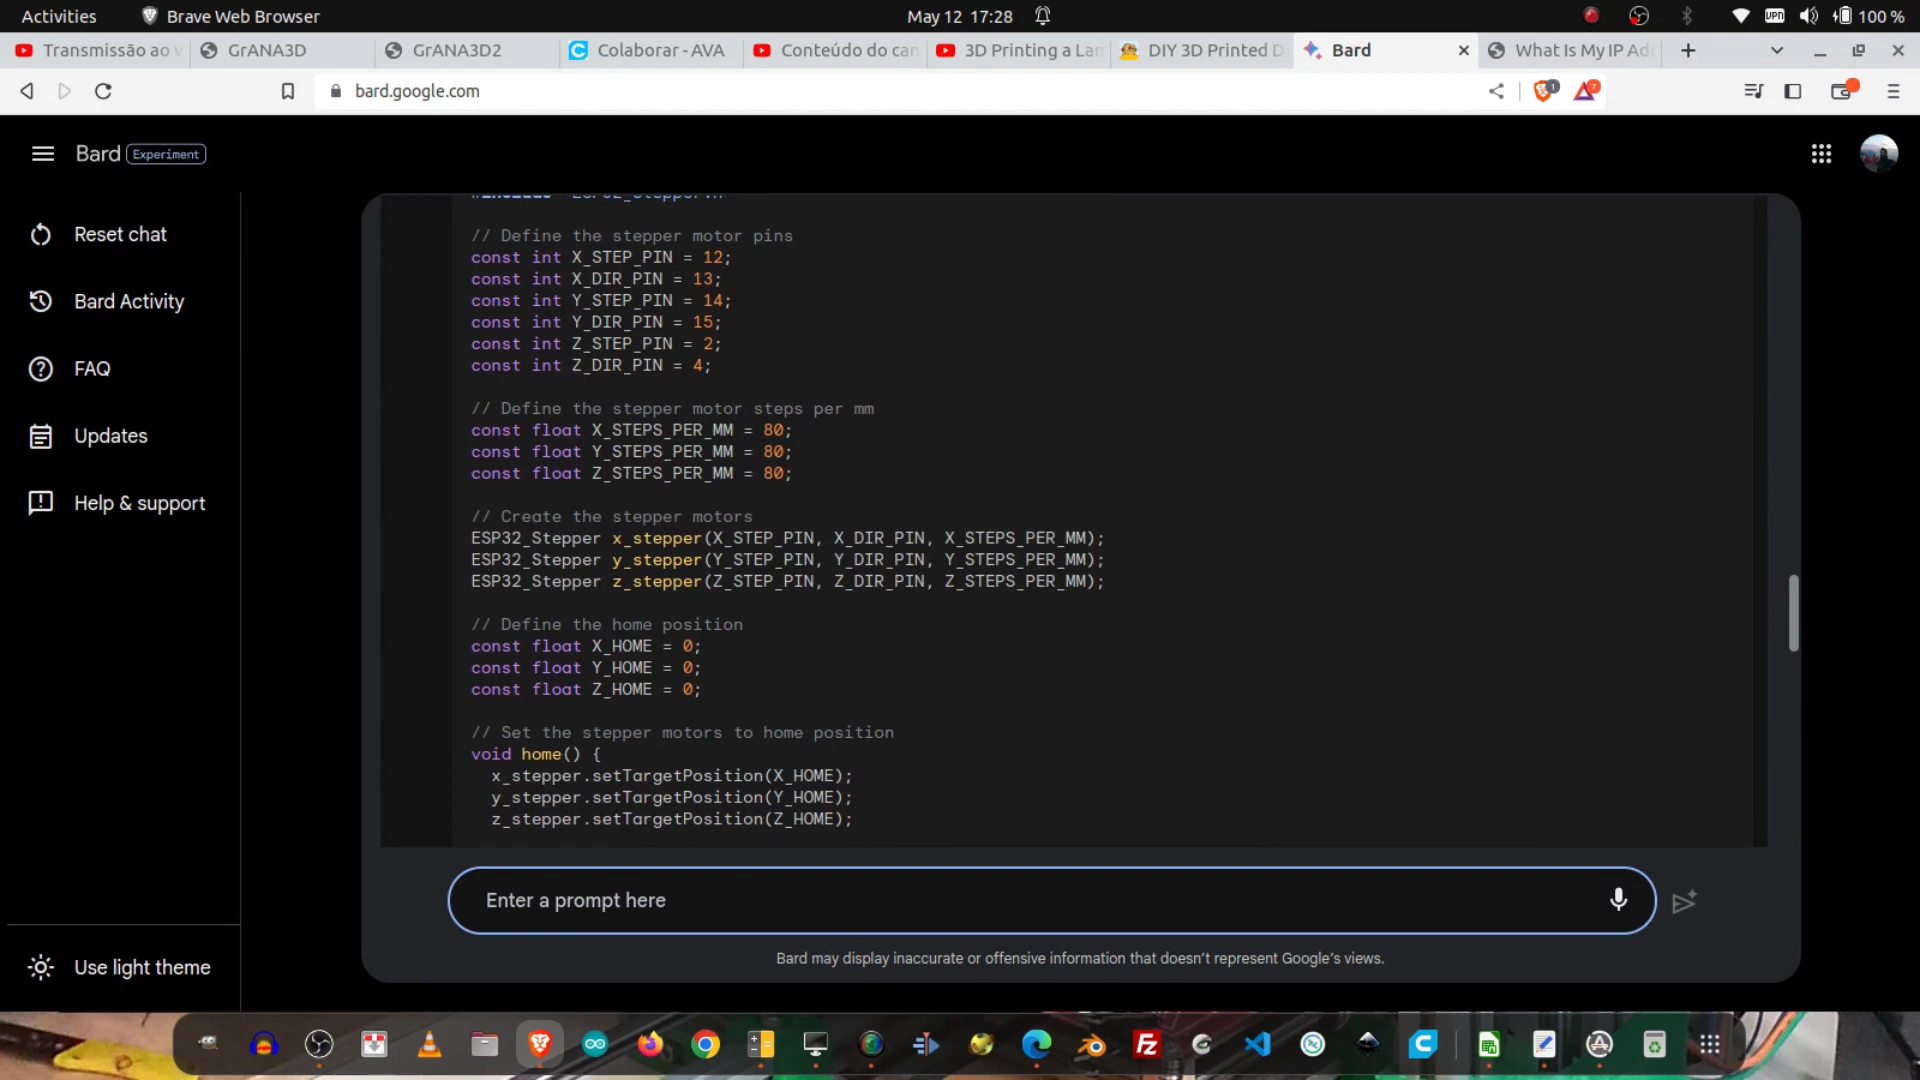 Activities Brave Web Browser May 12 17:28 VPN 100 %
Transmissão ao v GrANA3D GrANA3D2 Colaborar - AVA Conteúdo do can 3D Printing a Lam DIY 3D Printed D Bard What Is My IP Ad
bard.google.com 1 7
Bard Experiment
Reset chat
Bard Activity
FAQ
Updates
Help & support
Use light theme
// Define the stepper motor pins
const int X_STEP_PIN = 12;
const int X_DIR_PIN = 13;
const int Y_STEP_PIN = 14;
const int Y_DIR_PIN = 15;
const int Z_STEP_PIN = 2;
const int Z_DIR_PIN = 4;
// Define the stepper motor steps per mm
const float X_STEPS_PER_MM = 80;
const float Y_STEPS_PER_MM = 80;
const float Z_STEPS_PER_MM = 80;
// Create the stepper motors
ESP32_Stepper x_stepper(X_STEP_PIN, X_DIR_PIN, X_STEPS_PER_MM);
ESP32_Stepper y_stepper(Y_STEP_PIN, Y_DIR_PIN, Y_STEPS_PER_MM);
ESP32_Stepper z_stepper(Z_STEP_PIN, Z_DIR_PIN, Z_STEPS_PER_MM);
// Define the home position
const float X_HOME = 0;
const float Y_HOME = 0;
const float Z_HOME = 0;
// Set the stepper motors to home position
void home() {
x_stepper.setTargetPosition(X_HOME);
y_stepper.setTargetPosition(Y_HOME);
z_stepper.setTargetPosition(Z_HOME);
Enter a prompt here
Bard may display inaccurate or offensive information that doesn't represent Google's views.